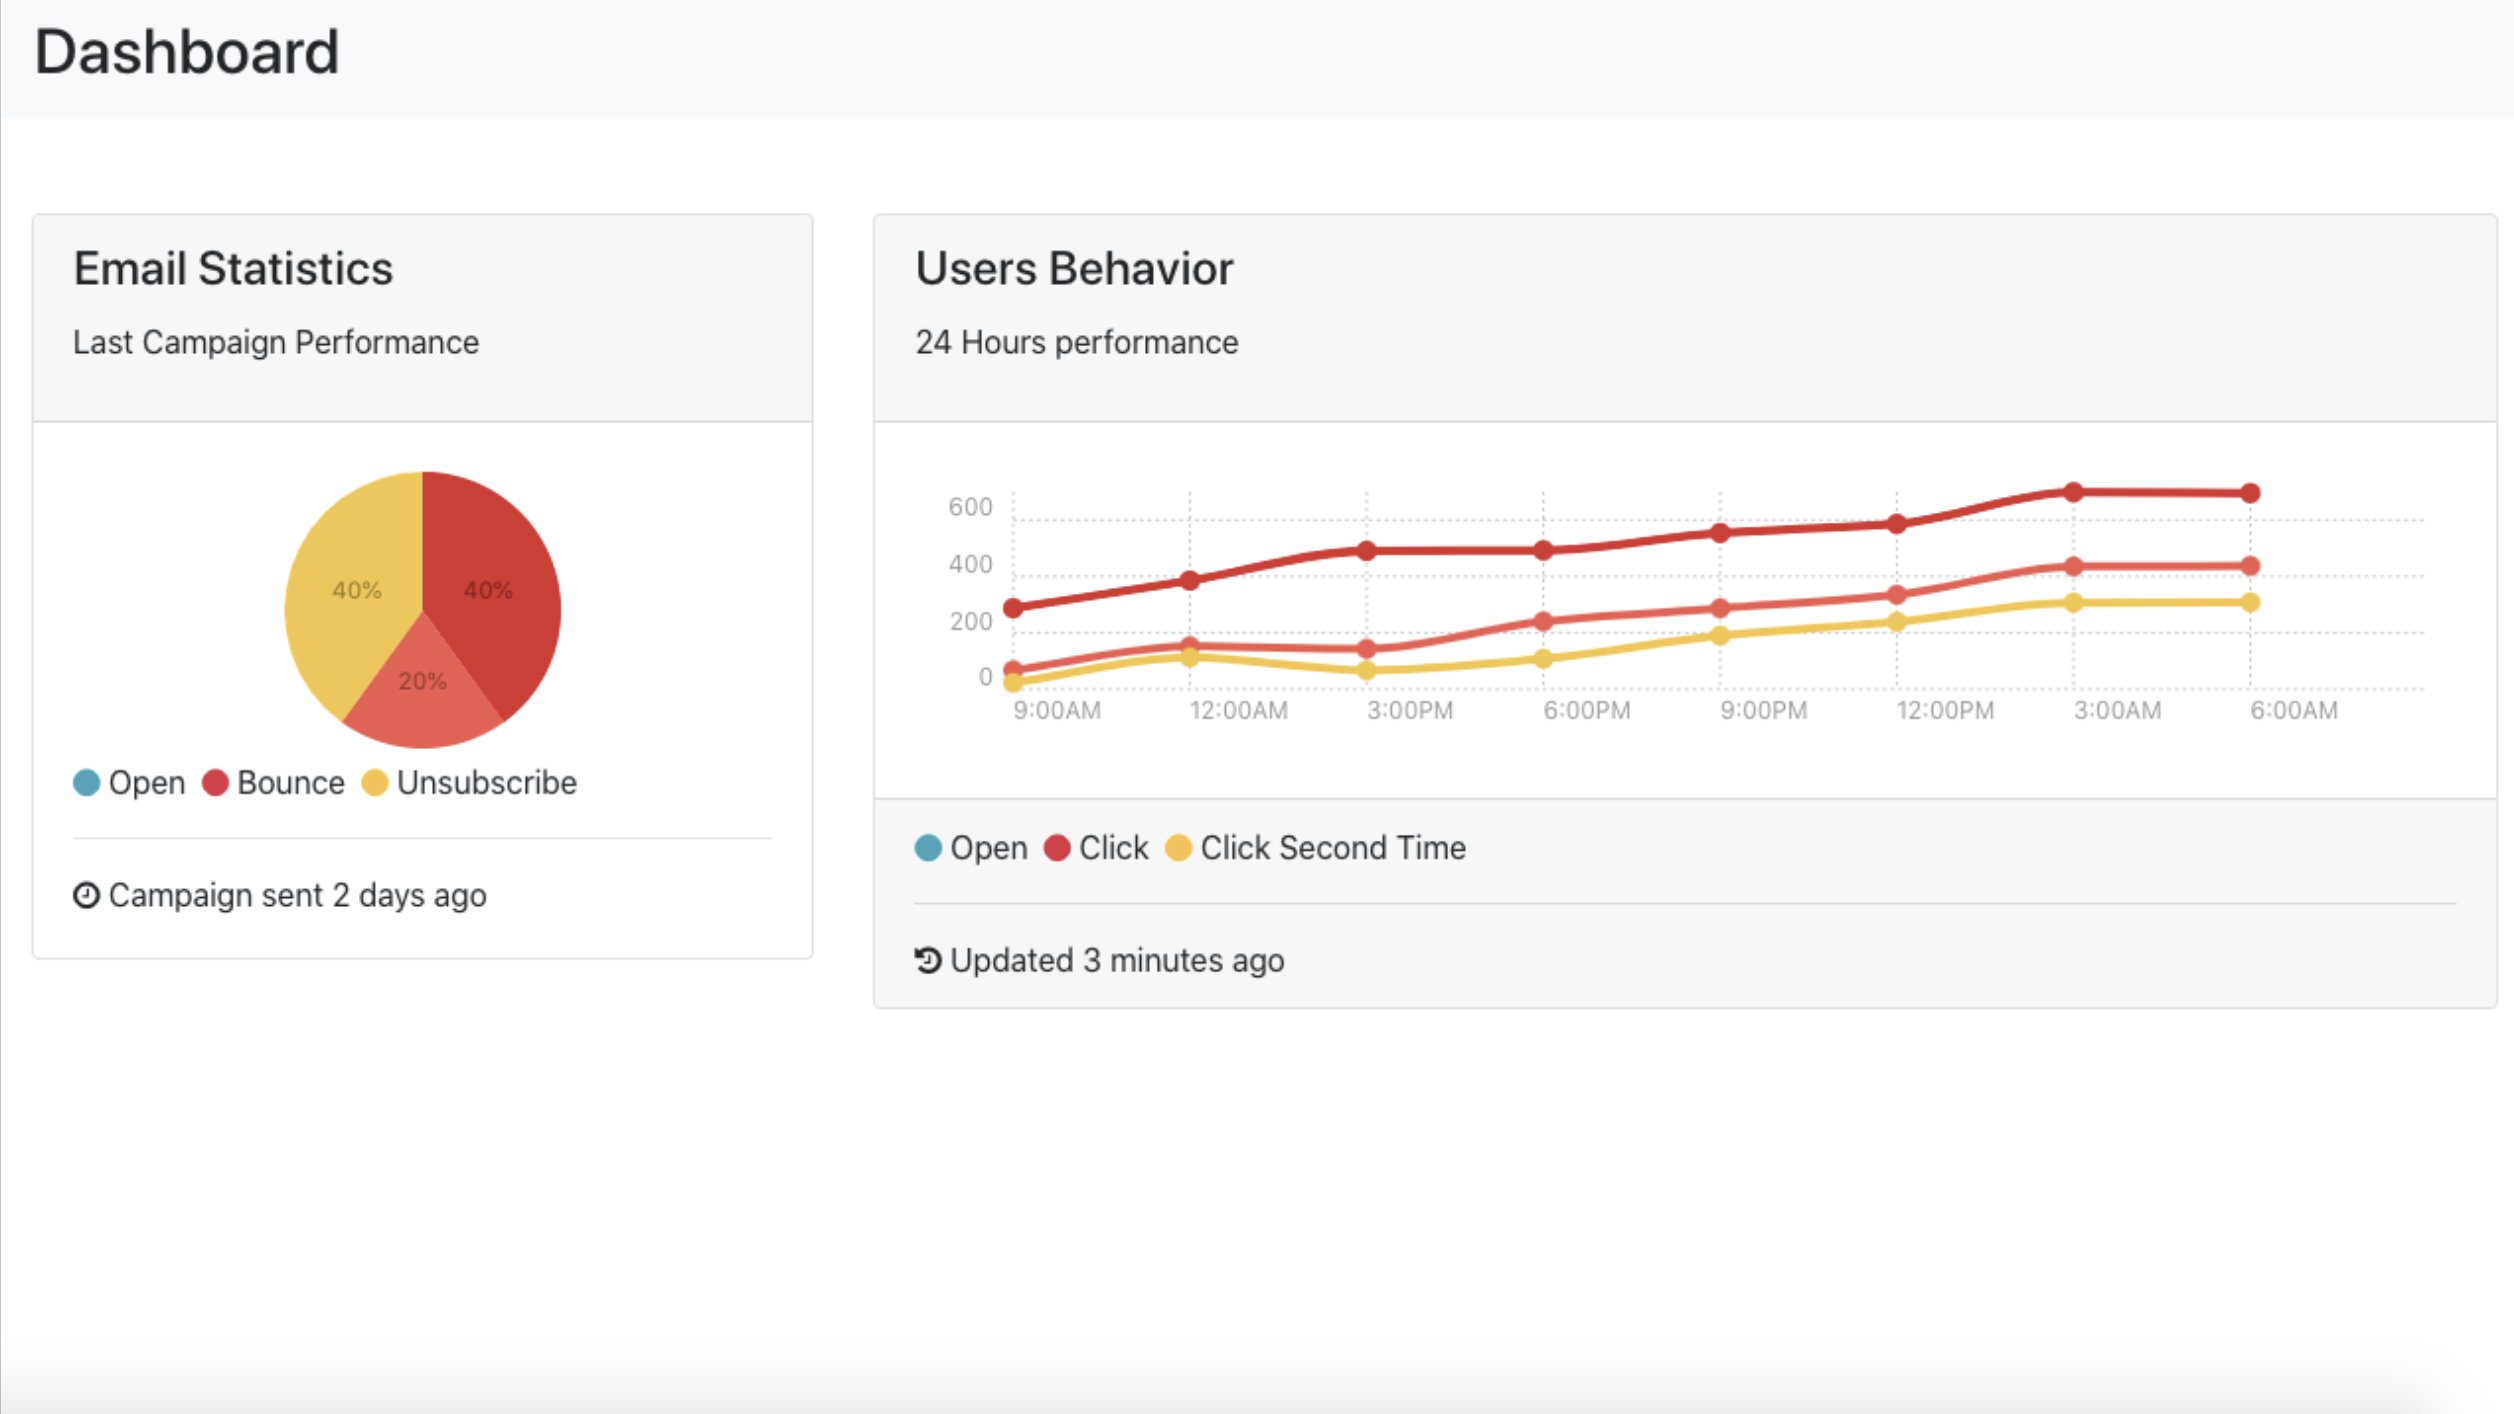 Dashboard
Email Statistics
Last Campaign Performance
40%
40%
20%
Open Bounce Unsubscribe
Campaign sent 2 days ago
Users Behavior
24 Hours performance
600
400
200
0
9:00AM 12:00AM 3:00PM 6:00PM 9:00PM 12:00PM 3:00AM 6:00AM
Open Click Click Second Time
Updated 3 minutes ago